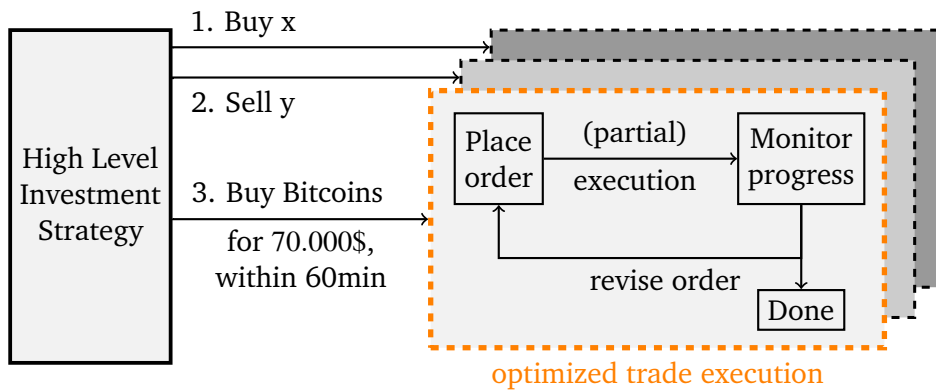 1. Buy x
2. Sell y
High Level
Investment
Strategy
3. Buy Bitcoins
for 70.000$,
within 60min
Place
order
(partial)
execution
Monitor
progress
revise order
Done
optimized trade execution